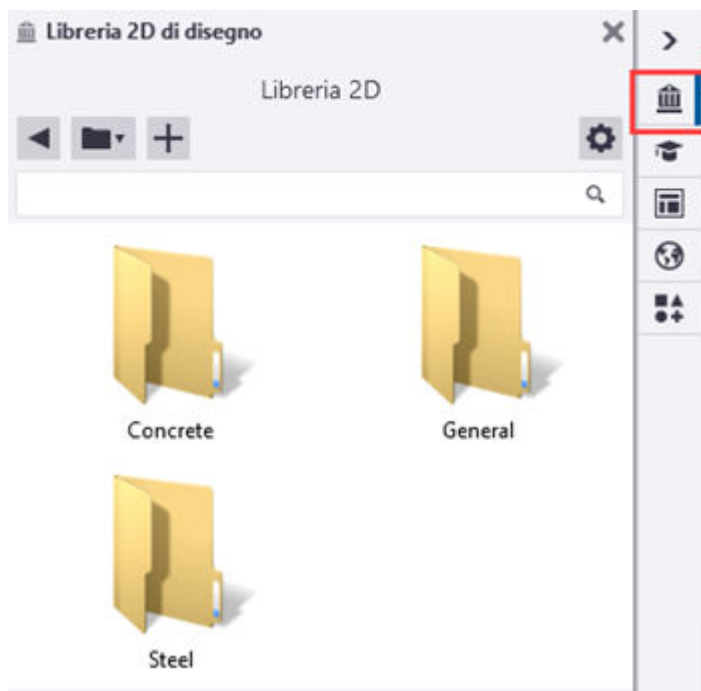 Libreria 2D di disegno
Libreria 2D
Concrete
General
Steel